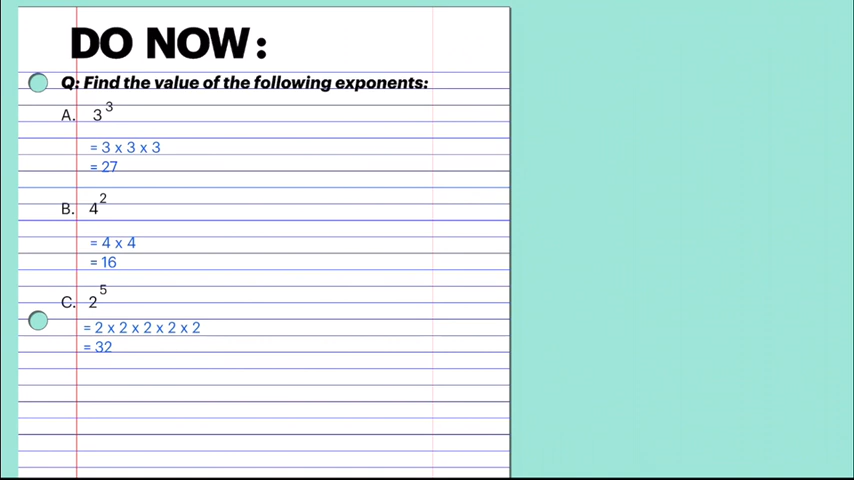 DO NOW:
Q: Find the value of the following exponents:
A. 3³
= 3 x 3 x 3
= 27
B. 4²
= 4 x 4
= 16
C. 2⁵
= 2 x 2 x 2 x 2 x 2
= 32